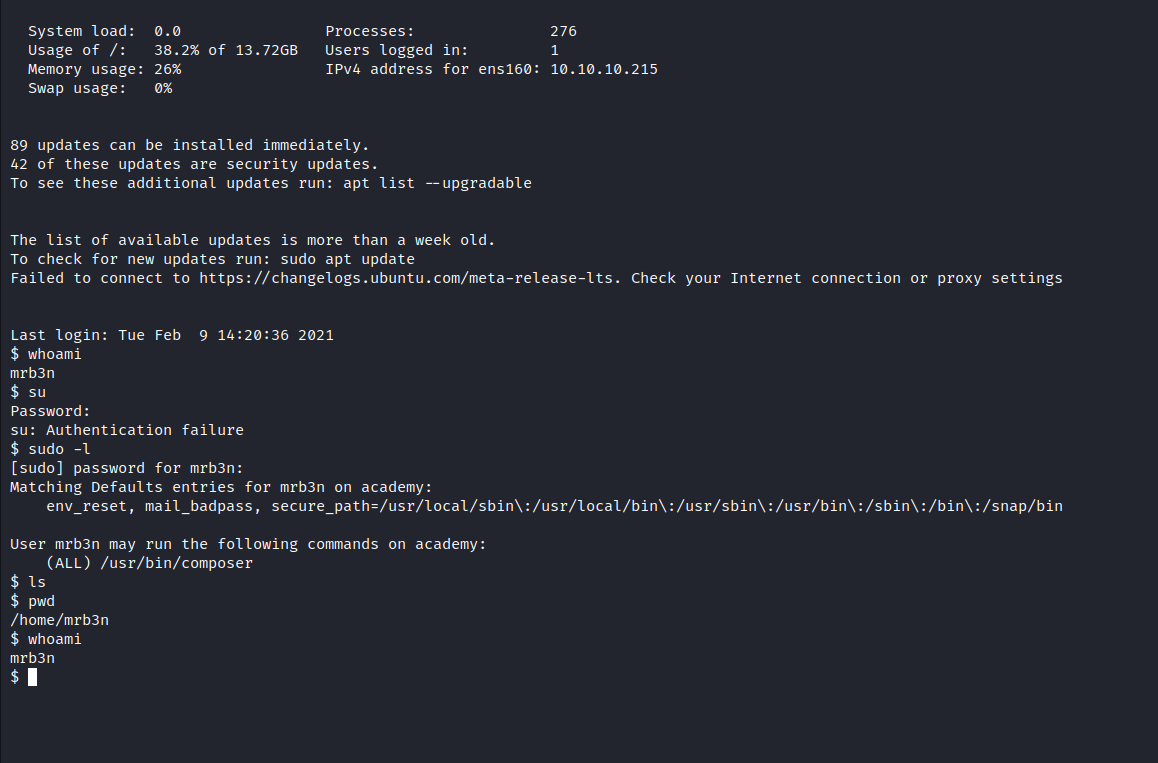 System load:  0.0                Processes:               276
Usage of /:   38.2% of 13.72GB   Users logged in:         1
Memory usage: 26%                IPv4 address for ens160: 10.10.10.215
Swap usage:   0%
89 updates can be installed immediately.
42 of these updates are security updates.
To see these additional updates run: apt list --upgradable
The list of available updates is more than a week old.
To check for new updates run: sudo apt update
Failed to connect to https://changelogs.ubuntu.com/meta-release-lts. Check your Internet connection or proxy settings
Last login: Tue Feb  9 14:20:36 2021
$ whoami
mrb3n
$ su
Password:
su: Authentication failure
$ sudo -l
[sudo] password for mrb3n:
Matching Defaults entries for mrb3n on academy:
    env_reset, mail_badpass, secure_path=/usr/local/sbin\:/usr/local/bin\:/usr/sbin\:/usr/bin\:/sbin\:/bin\:/snap/bin
User mrb3n may run the following commands on academy:
    (ALL) /usr/bin/composer
$ ls
$ pwd
/home/mrb3n
$ whoami
mrb3n
$